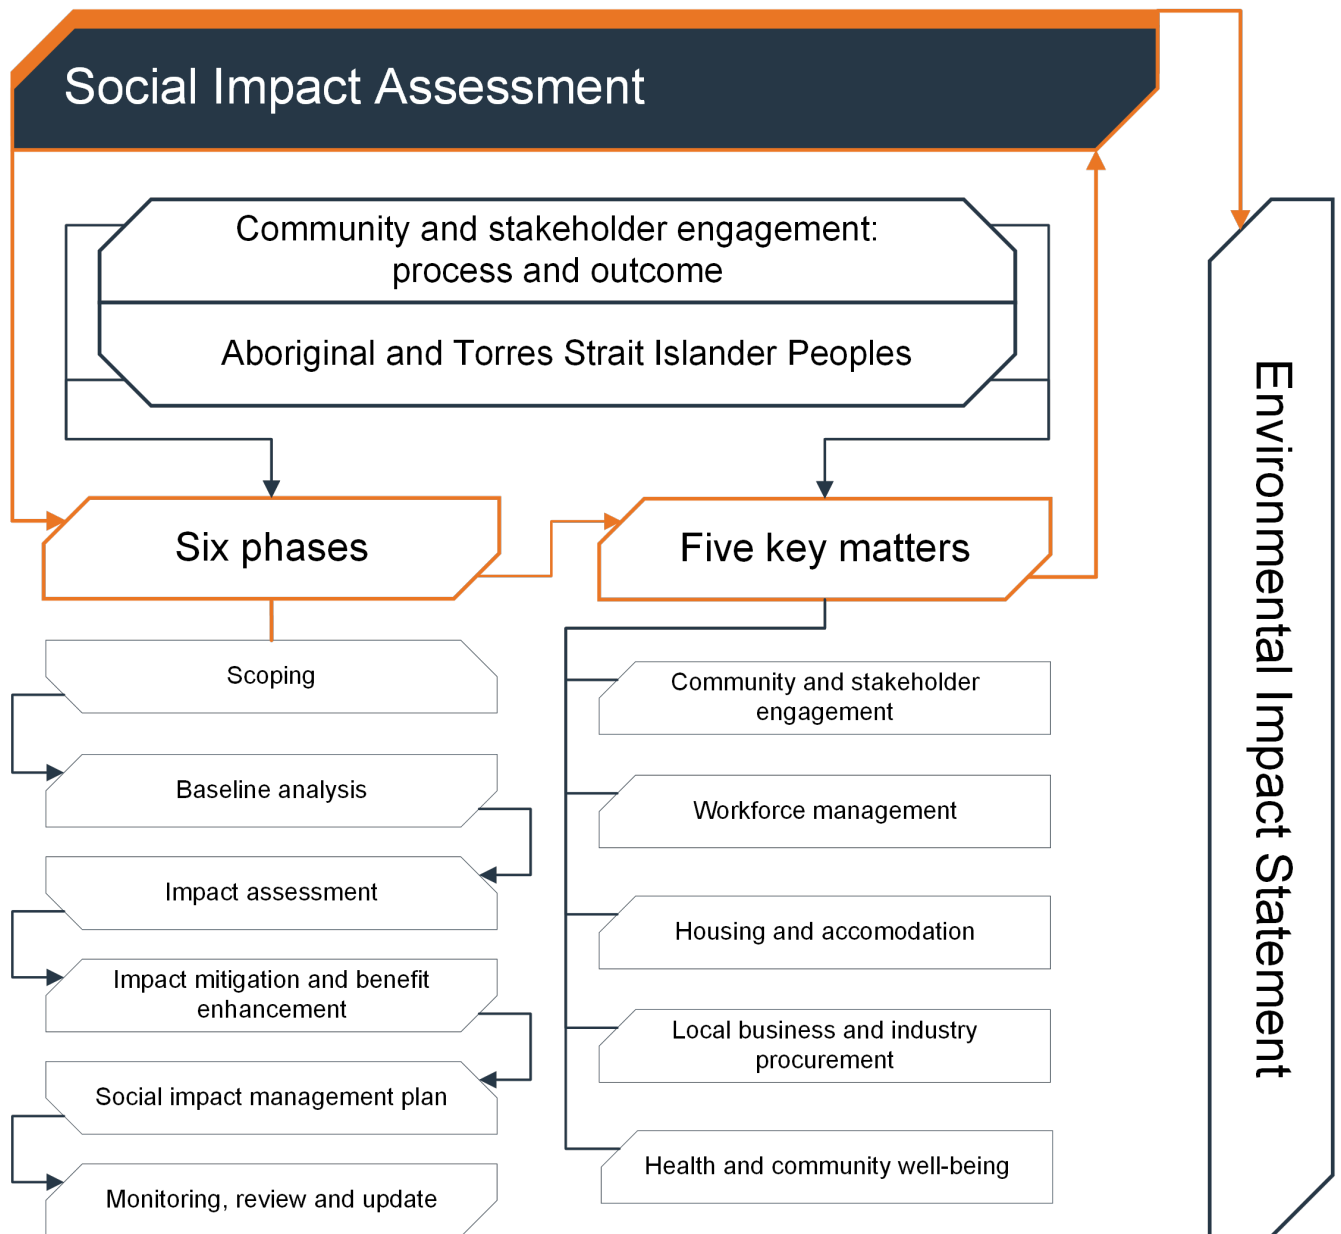 Social Impact Assessment
Community and stakeholder engagement:
process and outcome
Aboriginal and Torres Strait Islander Peoples
Six phases
Scoping
Baseline analysis
Impact assessment
Impact mitigation and benefit
enhancement
Social impact management plan
Monitoring, review and update
Five key matters
Community and stakeholder
engagement
Workforce management
Housing and accomodation
Local business and industry
procurement
Health and community well-being
Environmental Impact Statement